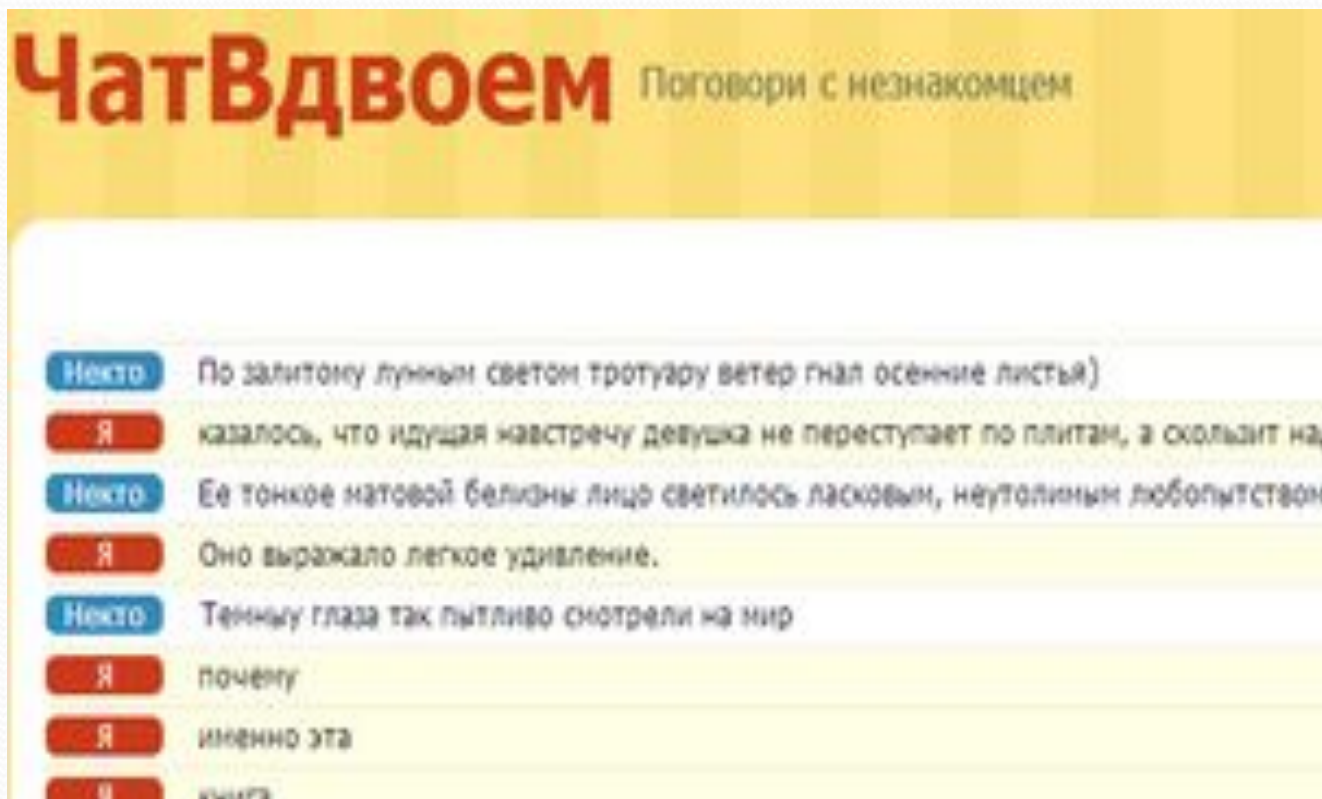 ЧатВдвоем Поговори с незнакомцем
Некто По залитому лунным светом тротуару ветер гнал осенние листья)
Я казалось, что идущая навстречу девушка не переступает по плитам, а скользит на
Некто Ее тонкое матовой белизны лицо светилось ласковым, неутолимым любопытством
Я Оно выражало легкое удивление.
Некто Темныу глаза так пытливо смотрели на мир
Я почему
Я именно эта
Я книга